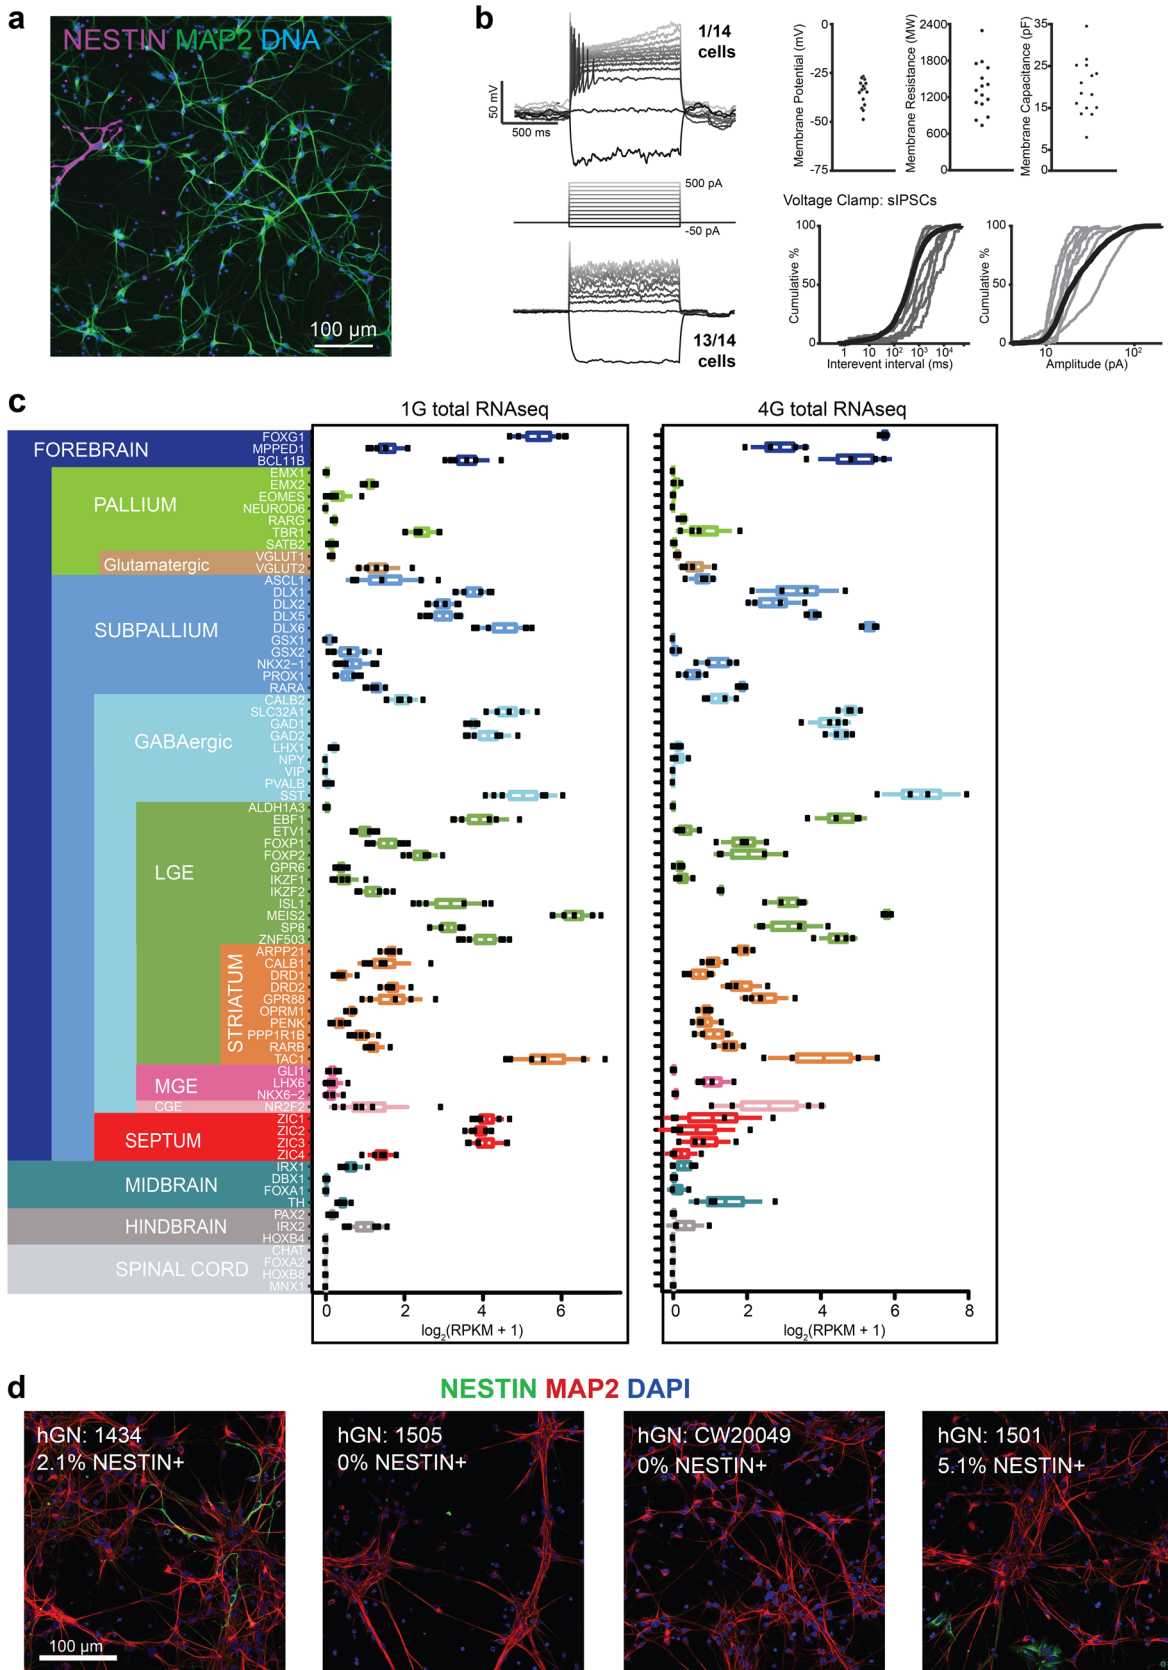 a
NESTIN MAP2 DNA
100 µm
b
1/14
cells
50 mV
500 ms
500 pA
-50 pA
13/14
cells
Membrane Potential (mV)
0
-25
-50
-75
Membrane Resistance (MW)
2400
1800
1200
600
0
Membrane Capacitance (pF)
35
25
15
5
0
Voltage Clamp: sIPSCs
Cumulative %
100
50
0
1 10 10² 10³ 10⁴
Interevent interval (ms)
Cumulative %
100
50
0
10 10²
Amplitude (pA)
c
1G total RNAseq
4G total RNAseq
FOREBRAIN
PALLIUM
Glutamatergic
SUBPALLIUM
GABAergic
LGE
STRIATUM
MGE
CGE
SEPTUM
MIDBRAIN
HINDBRAIN
SPINAL CORD
FOXG1
MPPED1
BCL11B
EMX1
EMX2
EOMES
NEUROD6
RARG
TBR1
SATB2
VGLUT1
VGLUT2
ASCL1
DLX1
DLX2
DLX5
DLX6
GSX1
GSX2
NKX2−1
PROX1
RARA
CALB2
SLC32A1
GAD1
GAD2
LHX1
NPY
VIP
PVALB
SST
ALDH1A3
EBF1
ETV1
FOXP1
FOXP2
GPR6
IKZF1
IKZF2
ISL1
MEIS2
SP8
ZNF503
ARPP21
CALB1
DRD1
DRD2
GPR88
OPRM1
PENK
PPP1R1B
RARB
TAC1
GLI1
LHX6
NKX6−2
NR2F2
ZIC1
ZIC2
ZIC3
ZIC4
IRX1
DBX1
FOXA1
TH
PAX2
IRX2
HOXB4
CHAT
FOXA2
HOXB8
MNX1
0 2 4 6
log₂(RPKM + 1)
0 2 4 6 8
log₂(RPKM + 1)
d
NESTIN MAP2 DAPI
hGN: 1434
2.1% NESTIN+
100 µm
hGN: 1505
0% NESTIN+
hGN: CW20049
0% NESTIN+
hGN: 1501
5.1% NESTIN+